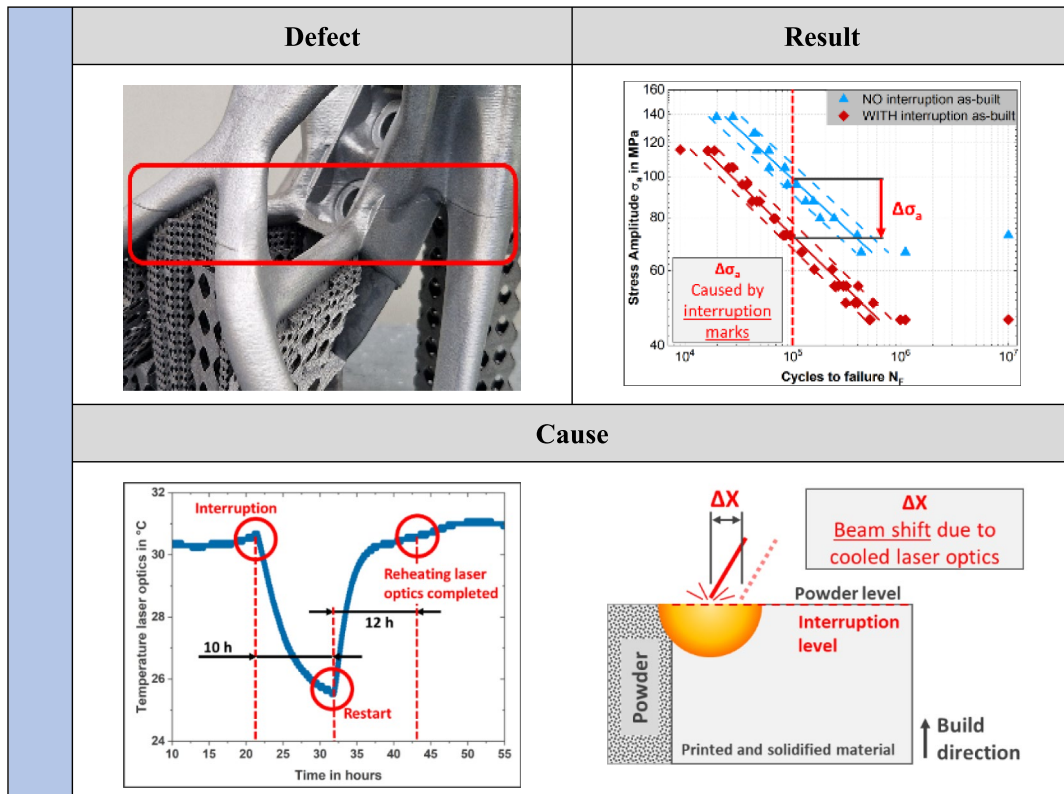 Defect
Result
140
120
100
80
60
40
Stress Amplitude σa in MPa
NO interruption as-built
WITH interruption as-built
Δσa
Δσa
Caused by
interruption
marks
10⁴
10⁵
10⁶
10⁷
Cycles to failure NF
Cause
32
30
28
26
24
Temperature laser optics in °C
Interruption
Reheating laser
optics completed
12 h
10 h
Restart
10
15
20
25
30
35
40
45
50
55
Time in hours
ΔX
ΔX
Beam shift due to
cooled laser optics
Powder level
Interruption
level
Powder
Printed and solidified material
Build
direction